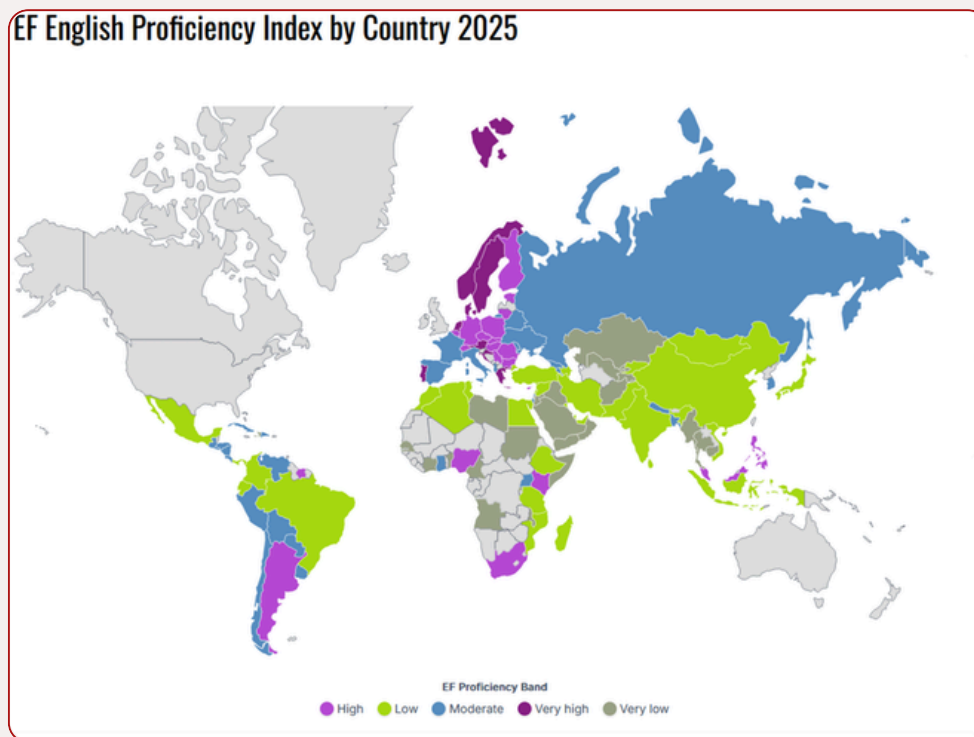 EF English Proficiency Index by Country 2025
EF Proficiency Band
High Low Moderate Very high Very low